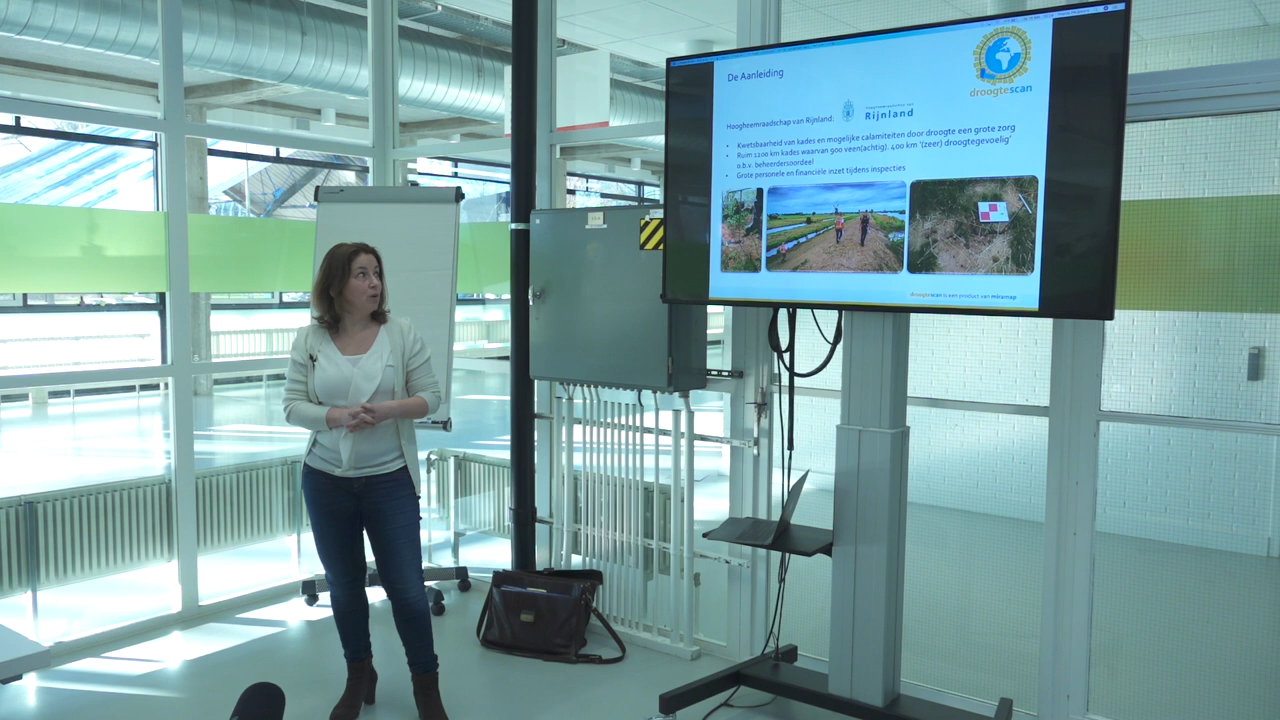 De Aanleiding
droogtescan
Hoogheemraadschap van Rijnland:
hoogheemraadschap van
Rijnland
• Kwetsbaarheid van kades en mogelijke calamiteiten door droogte een grote zorg
• Ruim 1200 km kades waarvan 900 veen(achtig). 400 km '(zeer) droogtegevoelig'
o.b.v. beheerdersoordeel
• Grote personele en financiële inzet tijdens inspecties
droogtescan is een product van miramap